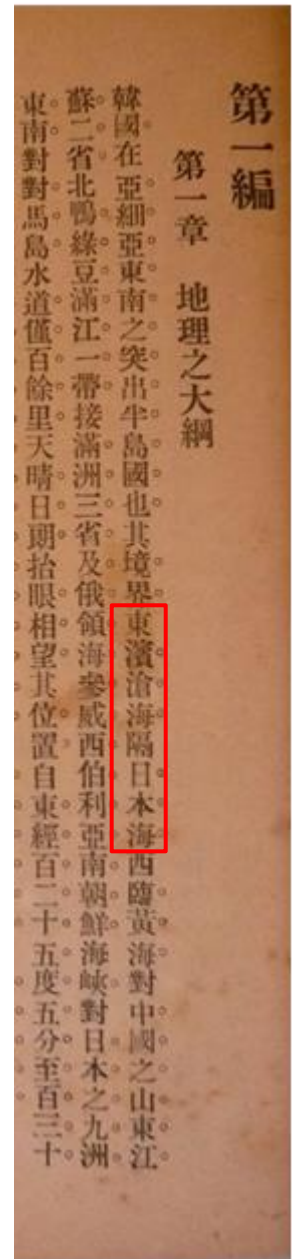 第一編
第一章 地理之大綱
韓國在亞細亞東南之突出半島國也其境界東濱滄海隔日本海西臨黃海對中國之山東江
蘇二省北鴨綠豆滿江一帶接滿洲三省及俄領海參威西伯利亞南朝鮮海峽對日本之九洲
東南對對馬島水道僅百餘里天晴日朗抬眼相望其位置自東經百二十五度五分至百三十